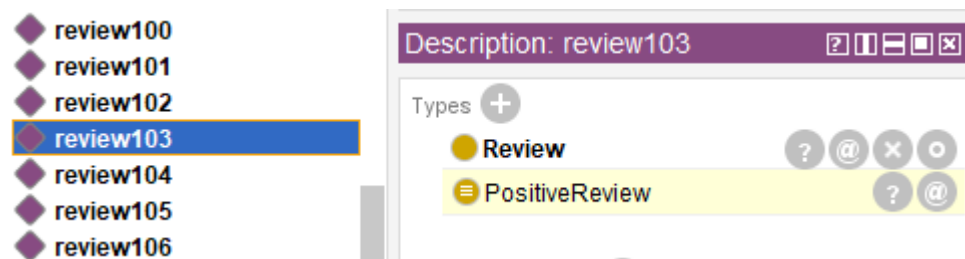 review100
review101
review102
review103
review104
review105
review106
Description: review103
Types
Review
PositiveReview